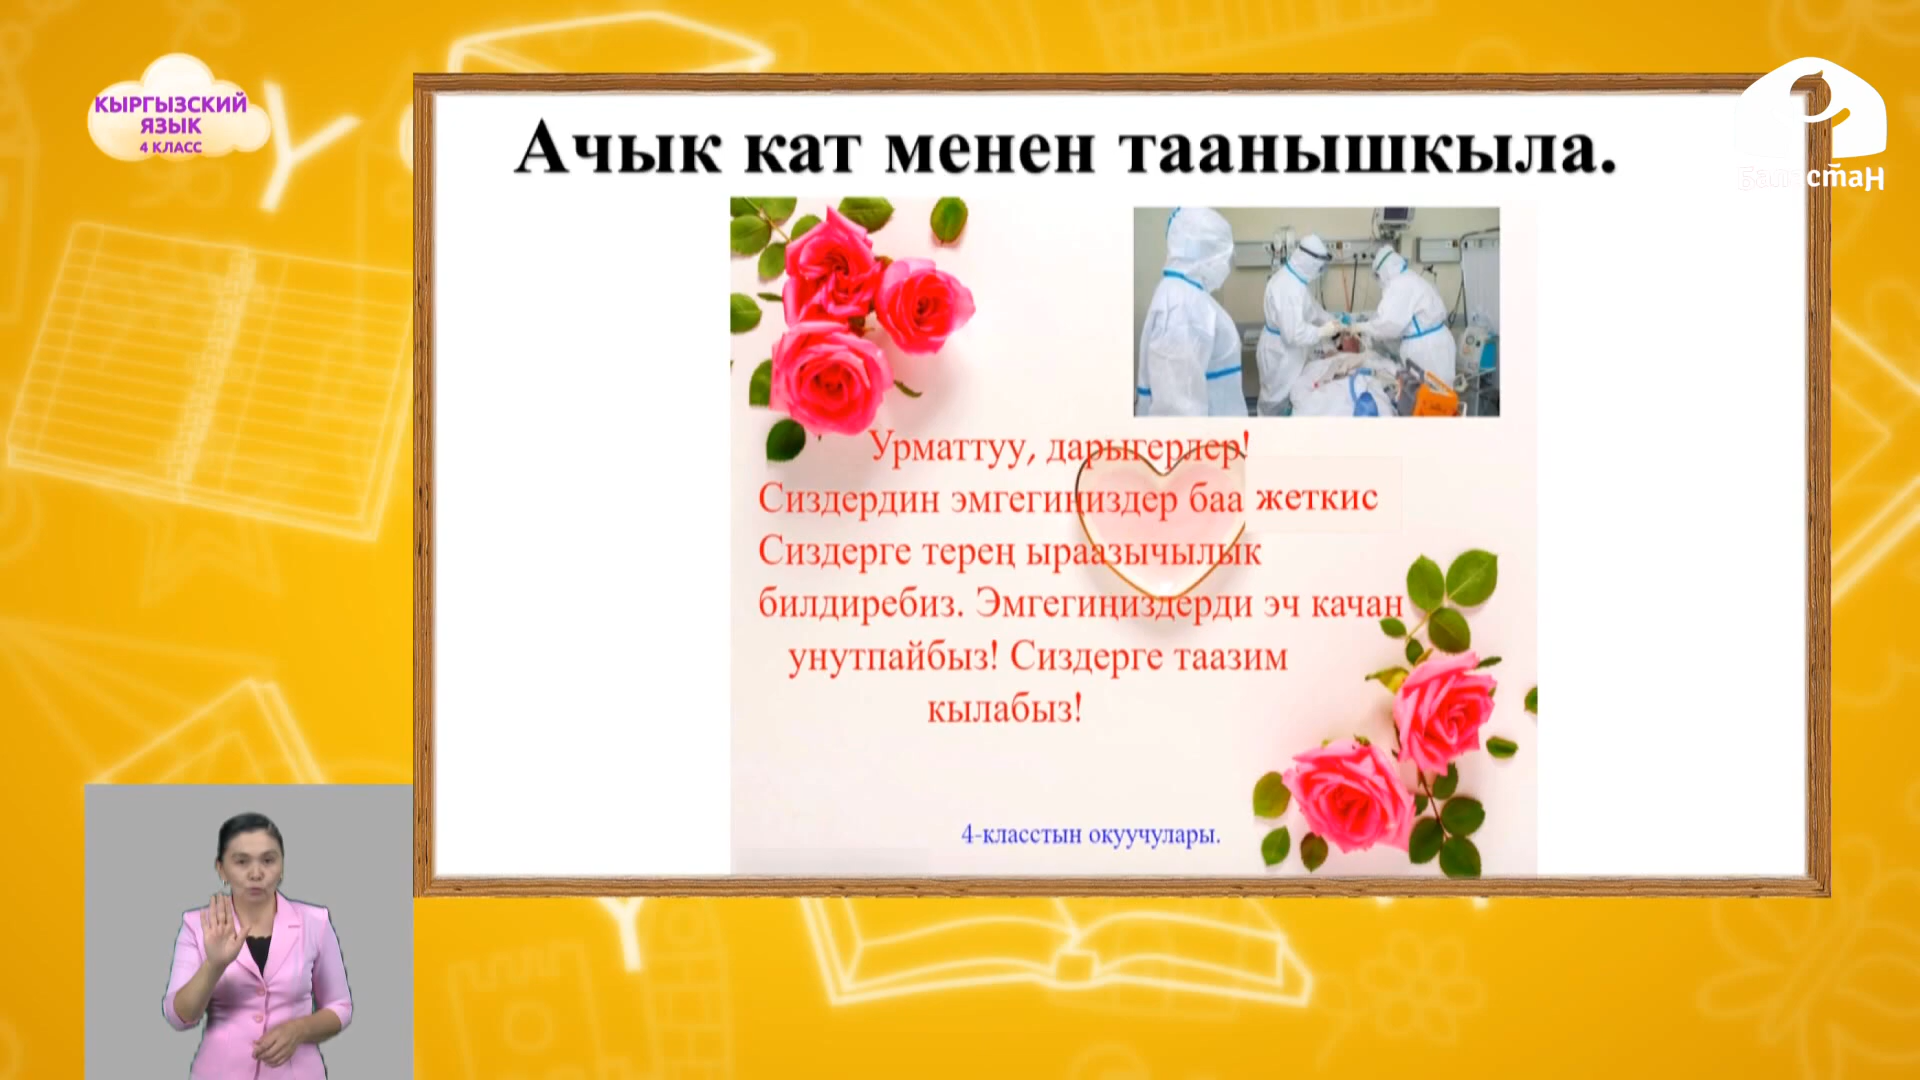 КЫРГЫЗСКИЙ
ЯЗЫК
4 КЛАСС
Баластан
Ачык кат менен таанышкыла.
Урматтуу, дарыгерлер!
Сиздердин эмгегиңиздер баа жеткис
Сиздерге терең ыраазычылык
билдиребиз. Эмгегиңиздерди эч качан
унутпайбыз! Сиздерге таазим
кылабыз!
4-класстын окуучулары.